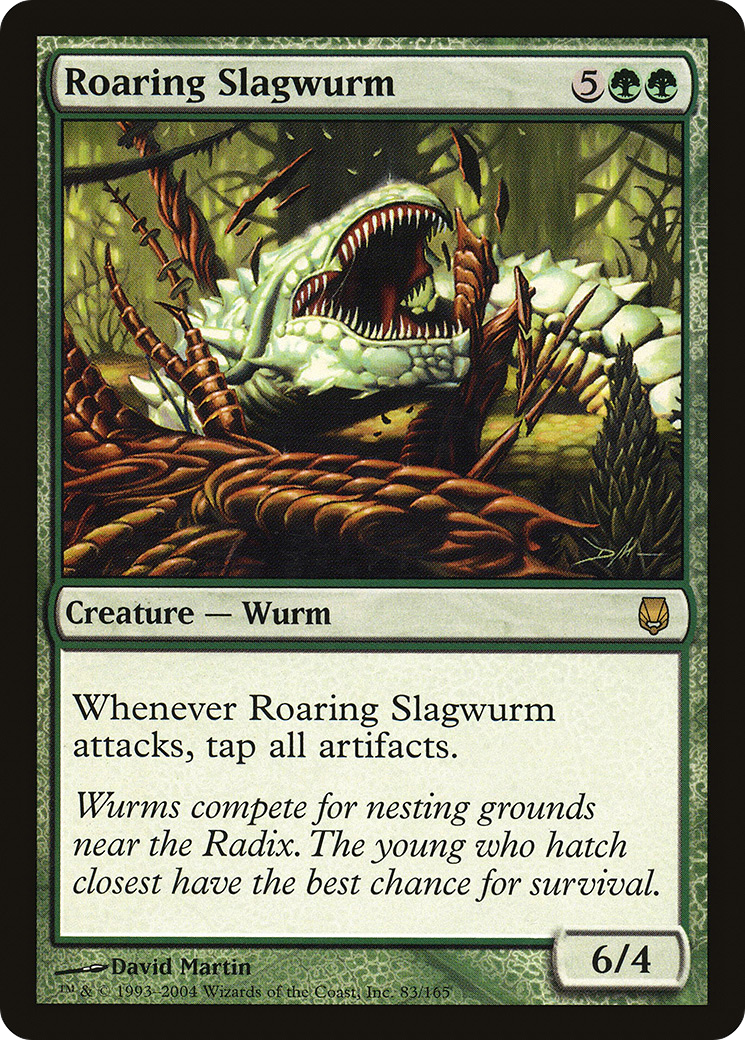 Roaring Slagwurm 5
DM
Creature — Wurm
Whenever Roaring Slagwurm
attacks, tap all artifacts.
Wurms compete for nesting grounds
near the Radix. The young who hatch
closest have the best chance for survival.
6/4
David Martin
™ & © 1993–2004 Wizards of the Coast, Inc. 83/165